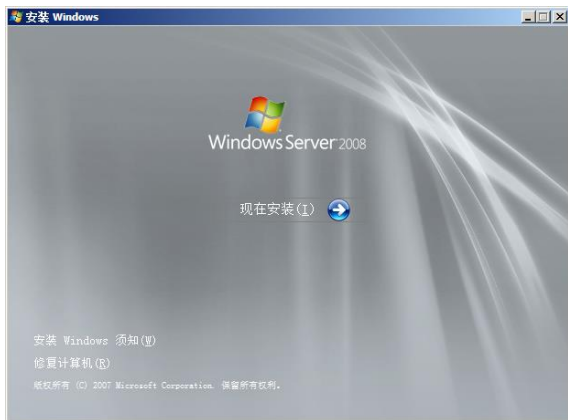 安装 Windows
Windows Server 2008
现在安装(I)
安装 Windows 须知(W)
修复计算机(R)
版权所有 (C) 2007 Microsoft Corporation. 保留所有权利。